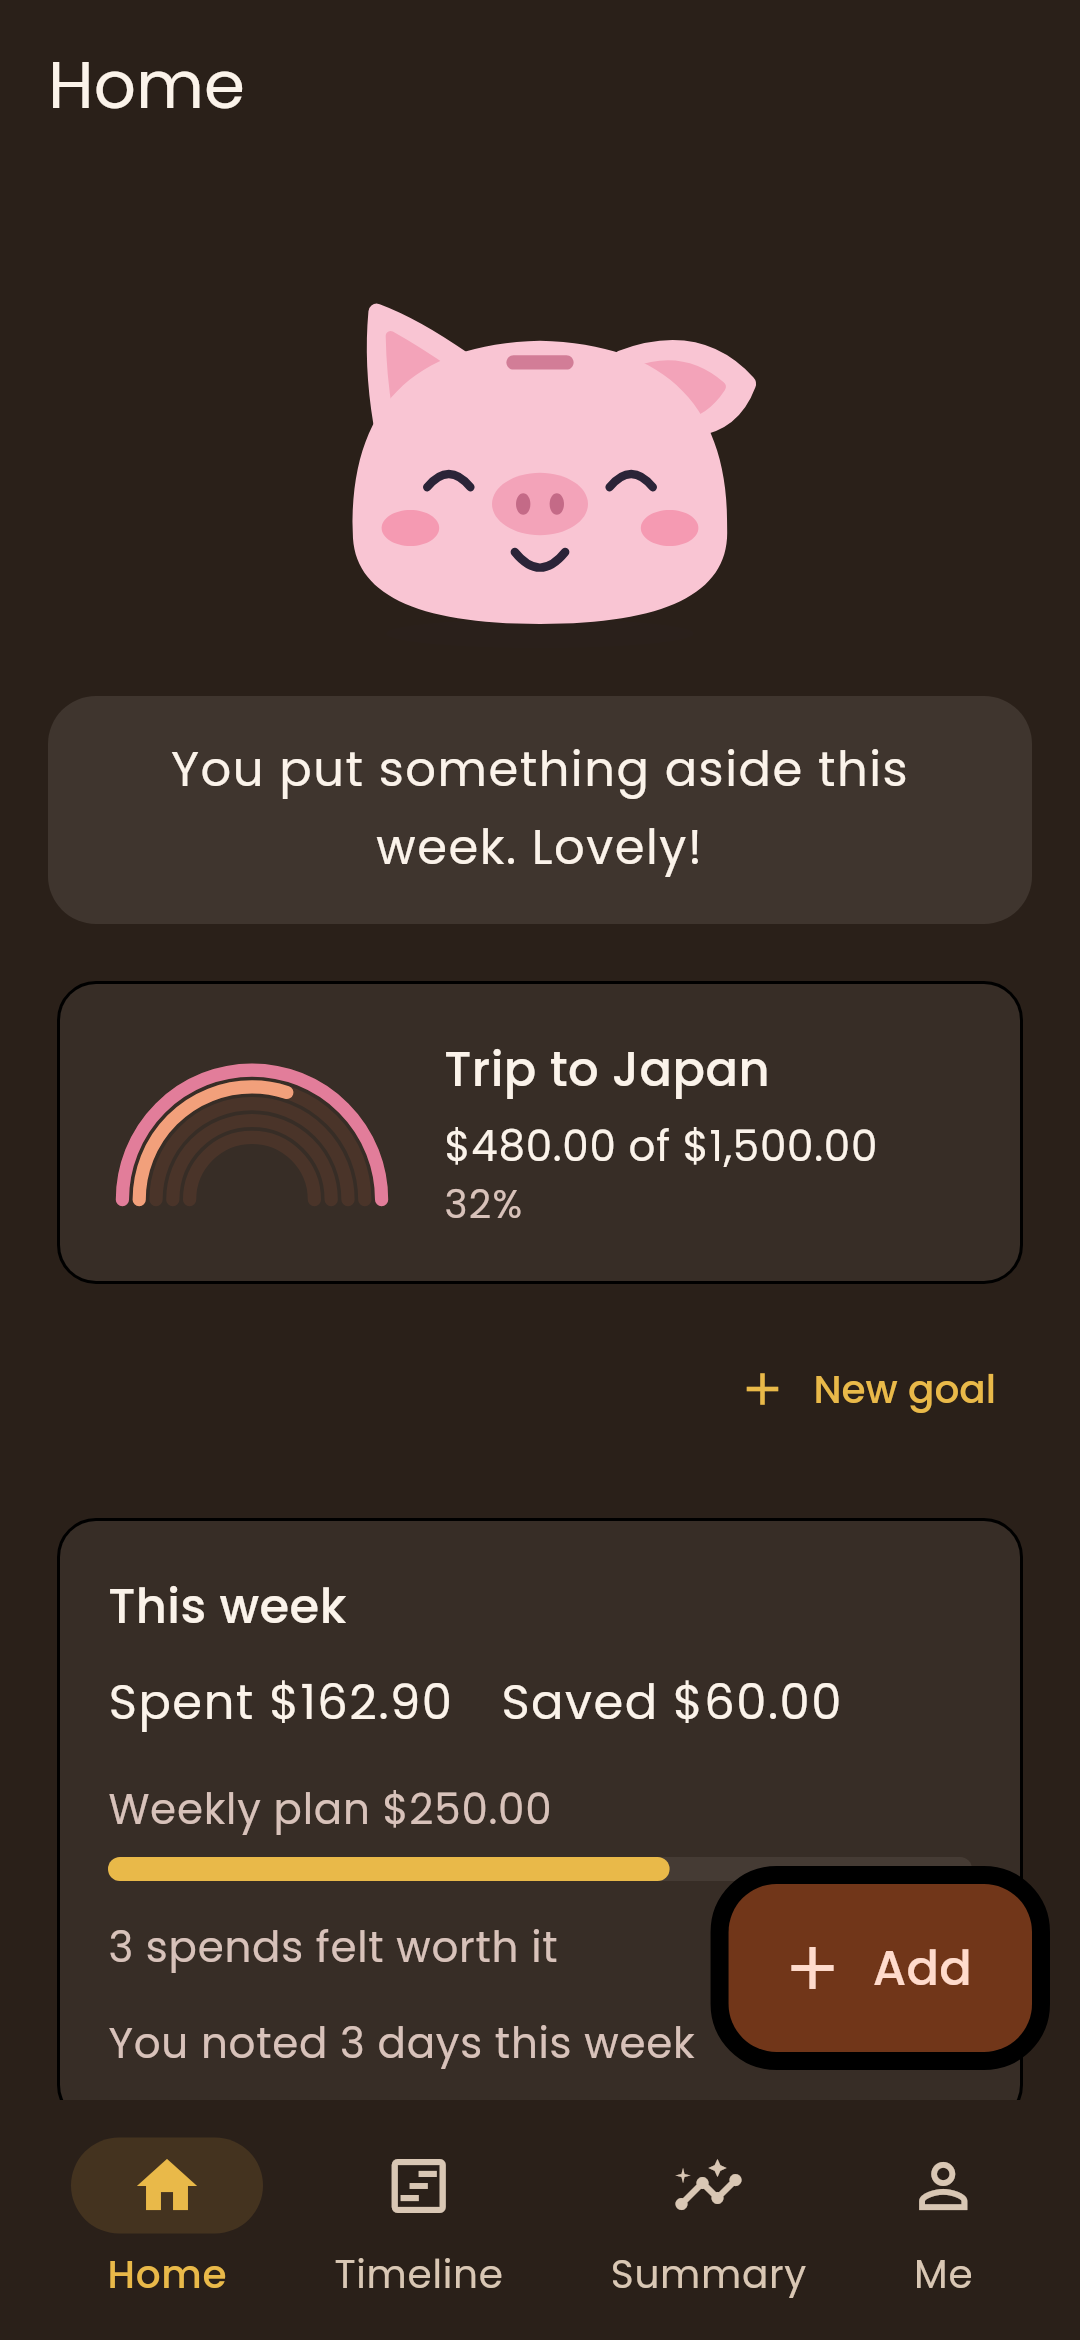 Home
You put something aside this
week. Lovely!
Trip to Japan
$480.00 of $1,500.00
32%
+ New goal
This week
Spent $162.90 Saved $60.00
Weekly plan $250.00
3 spends felt worth it
+ Add
You noted 3 days this week
Home Timeline Summary Me